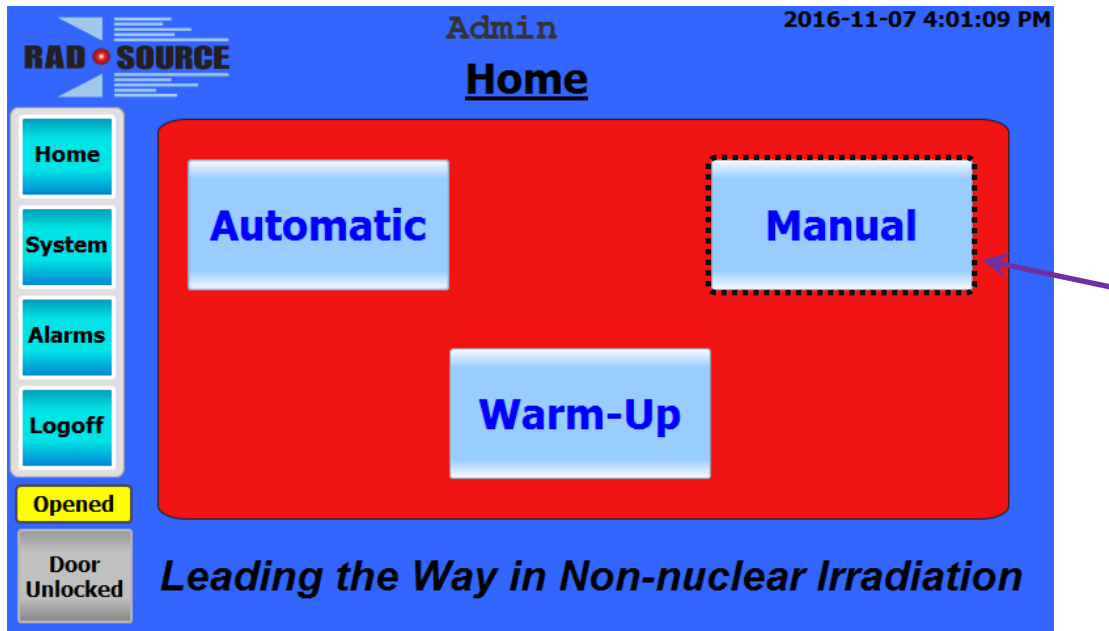 RAD SOURCE
Admin
2016-11-07 4:01:09 PM
Home
Home
System
Alarms
Logoff
Opened
Door
Unlocked
Automatic
Manual
Warm-Up
Leading the Way in Non-nuclear Irradiation